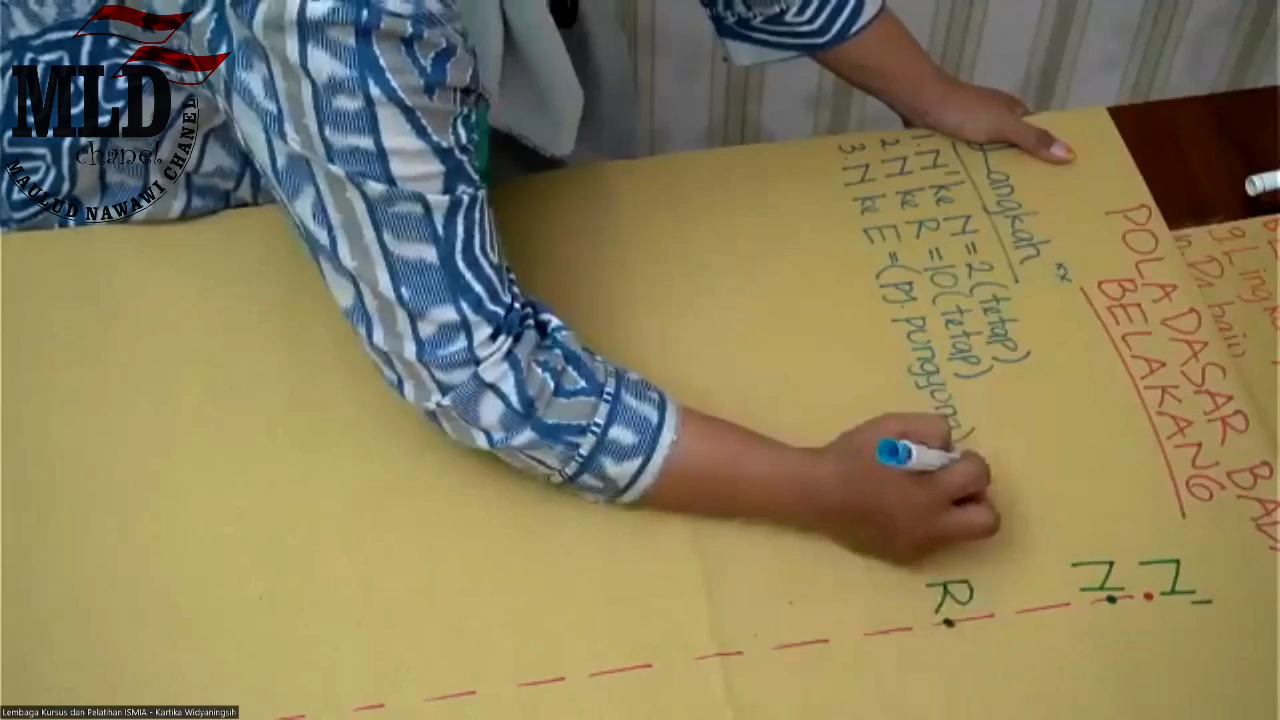 MLD
chanel
MAULUD NAWAWI CHANEL
POLA DASAR BADA
BELAKANG
Langkah
1. N' ke N = 2 (tetap)
2 N ke R = 10 (tetap)
3. N ke E = (pj. punggung)
N'
N
R
Lembaga Kursus dan Pelatihan ISMIA - Kartika Widyaningsih